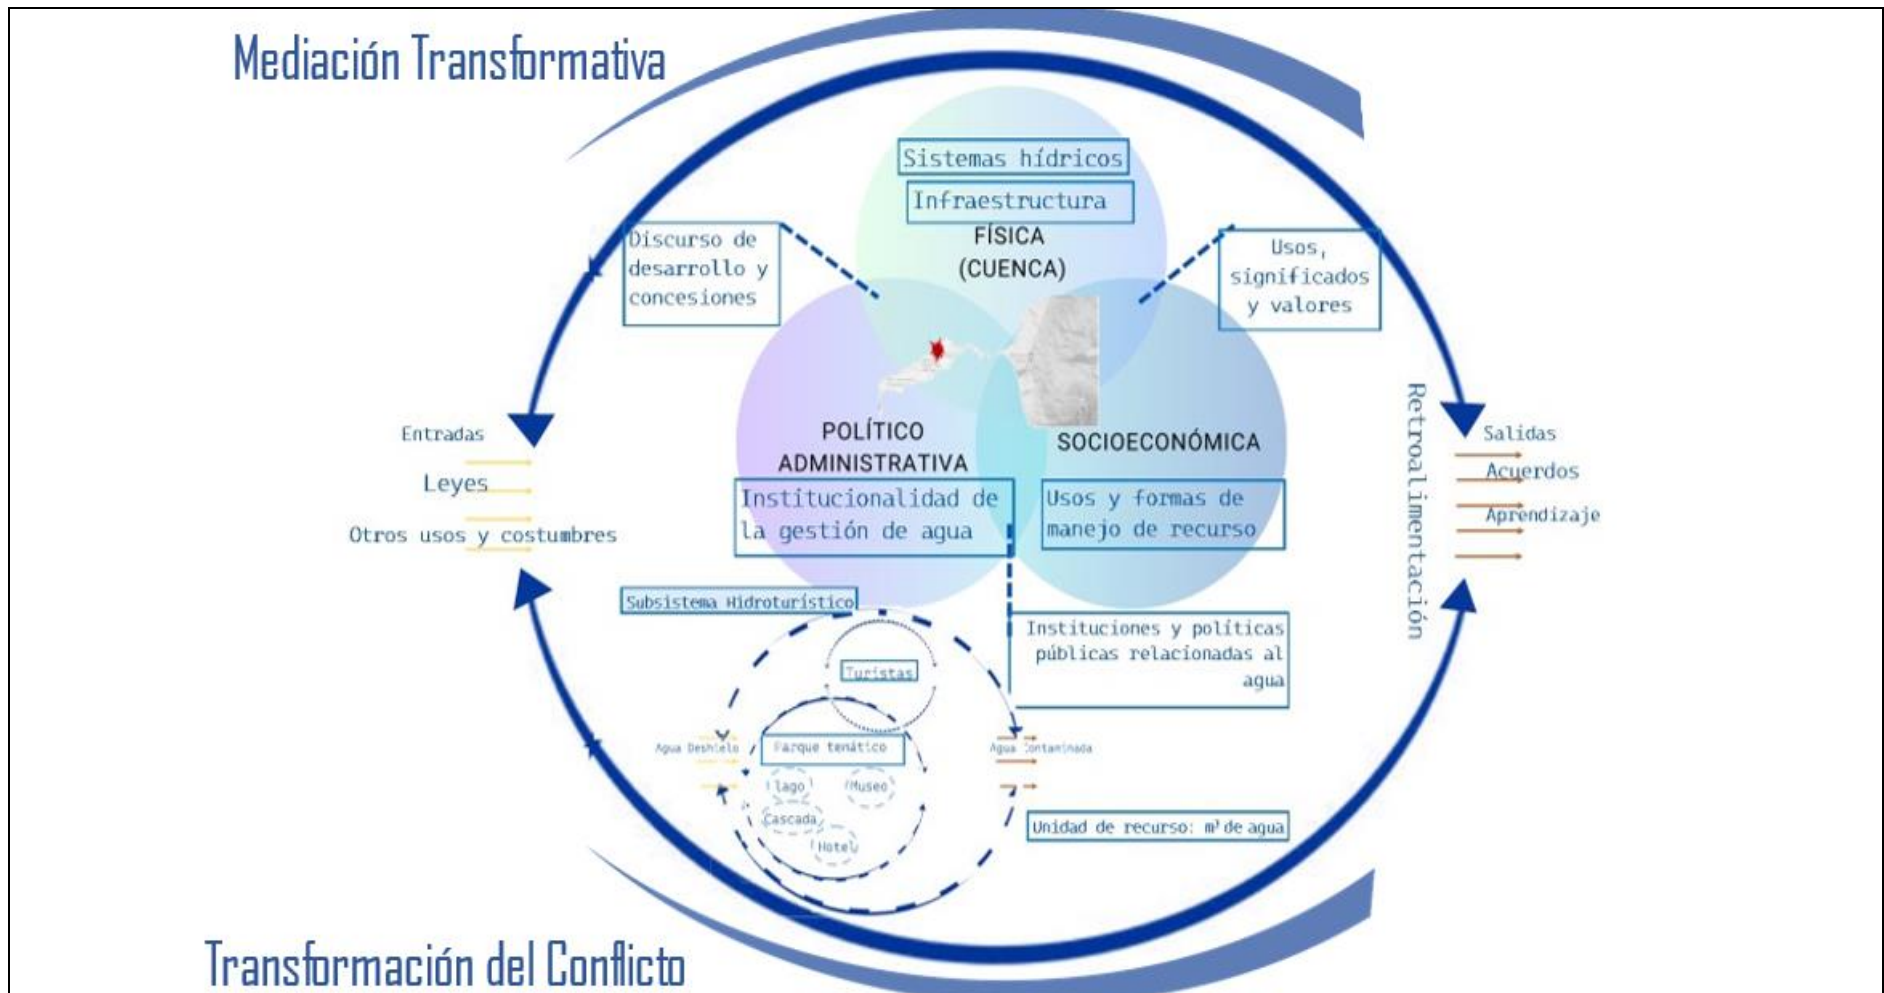 Mediación Transformativa
Sistemas hídricos
Infraestructura
FÍSICA
(CUENCA)
Discurso de
desarrollo y
concesiones
Usos,
significados
y valores
POLÍTICO
ADMINISTRATIVA
SOCIOECONÓMICA
Institucionalidad de
la gestión de agua
Usos y formas de
manejo de recurso
Entradas
Leyes
Otros usos y costumbres
Retroalimentación
Salidas
Acuerdos
Aprendizaje
Subsistema Hidroturístico
Instituciones y políticas
públicas relacionadas al
agua
Turistas
Agua Deshielo
Parque temático
Agua Contaminada
lago
Museo
Cascada
Hotel
Unidad de recurso: m³ de agua
Transformación del Conflicto